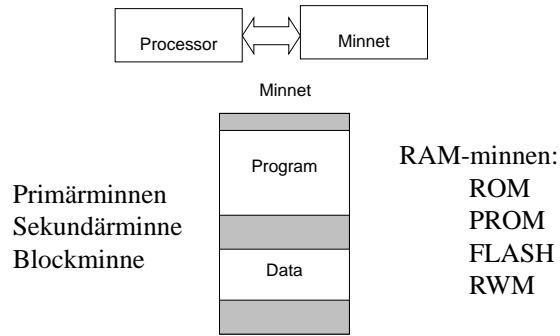 Processor
Minnet
Minnet
Program
Data
Primärminnen
Sekundärminne
Blockminne
RAM-minnen:
ROM
PROM
FLASH
RWM